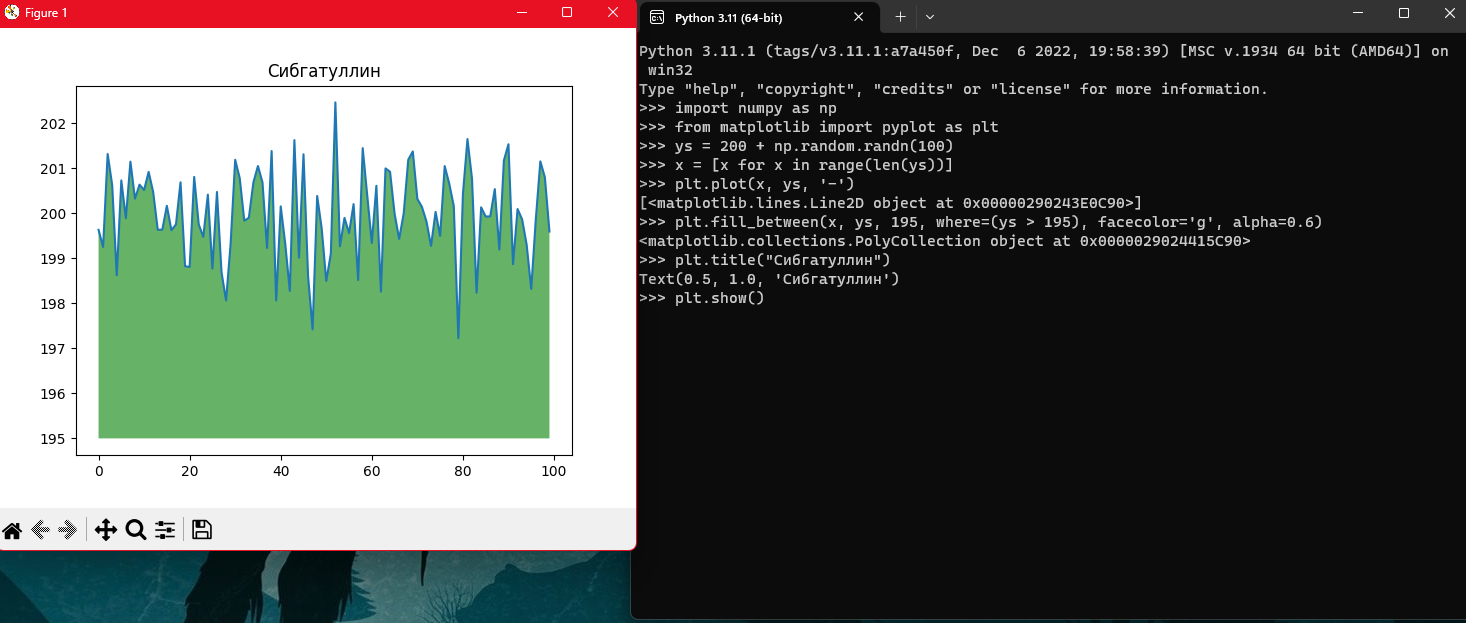 Figure 1
Сибгатуллин
202
201
200
199
198
197
196
195
0 20 40 60 80 100
Python 3.11 (64-bit)
Python 3.11.1 (tags/v3.11.1:a7a450f, Dec  6 2022, 19:58:39) [MSC v.1934 64 bit (AMD64)] on
 win32
Type "help", "copyright", "credits" or "license" for more information.
>>> import numpy as np
>>> from matplotlib import pyplot as plt
>>> ys = 200 + np.random.randn(100)
>>> x = [x for x in range(len(ys))]
>>> plt.plot(x, ys, '-')
[<matplotlib.lines.Line2D object at 0x00000290243E0C90>]
>>> plt.fill_between(x, ys, 195, where=(ys > 195), facecolor='g', alpha=0.6)
<matplotlib.collections.PolyCollection object at 0x0000029024415C90>
>>> plt.title("Сибгатуллин")
Text(0.5, 1.0, 'Сибгатуллин')
>>> plt.show()